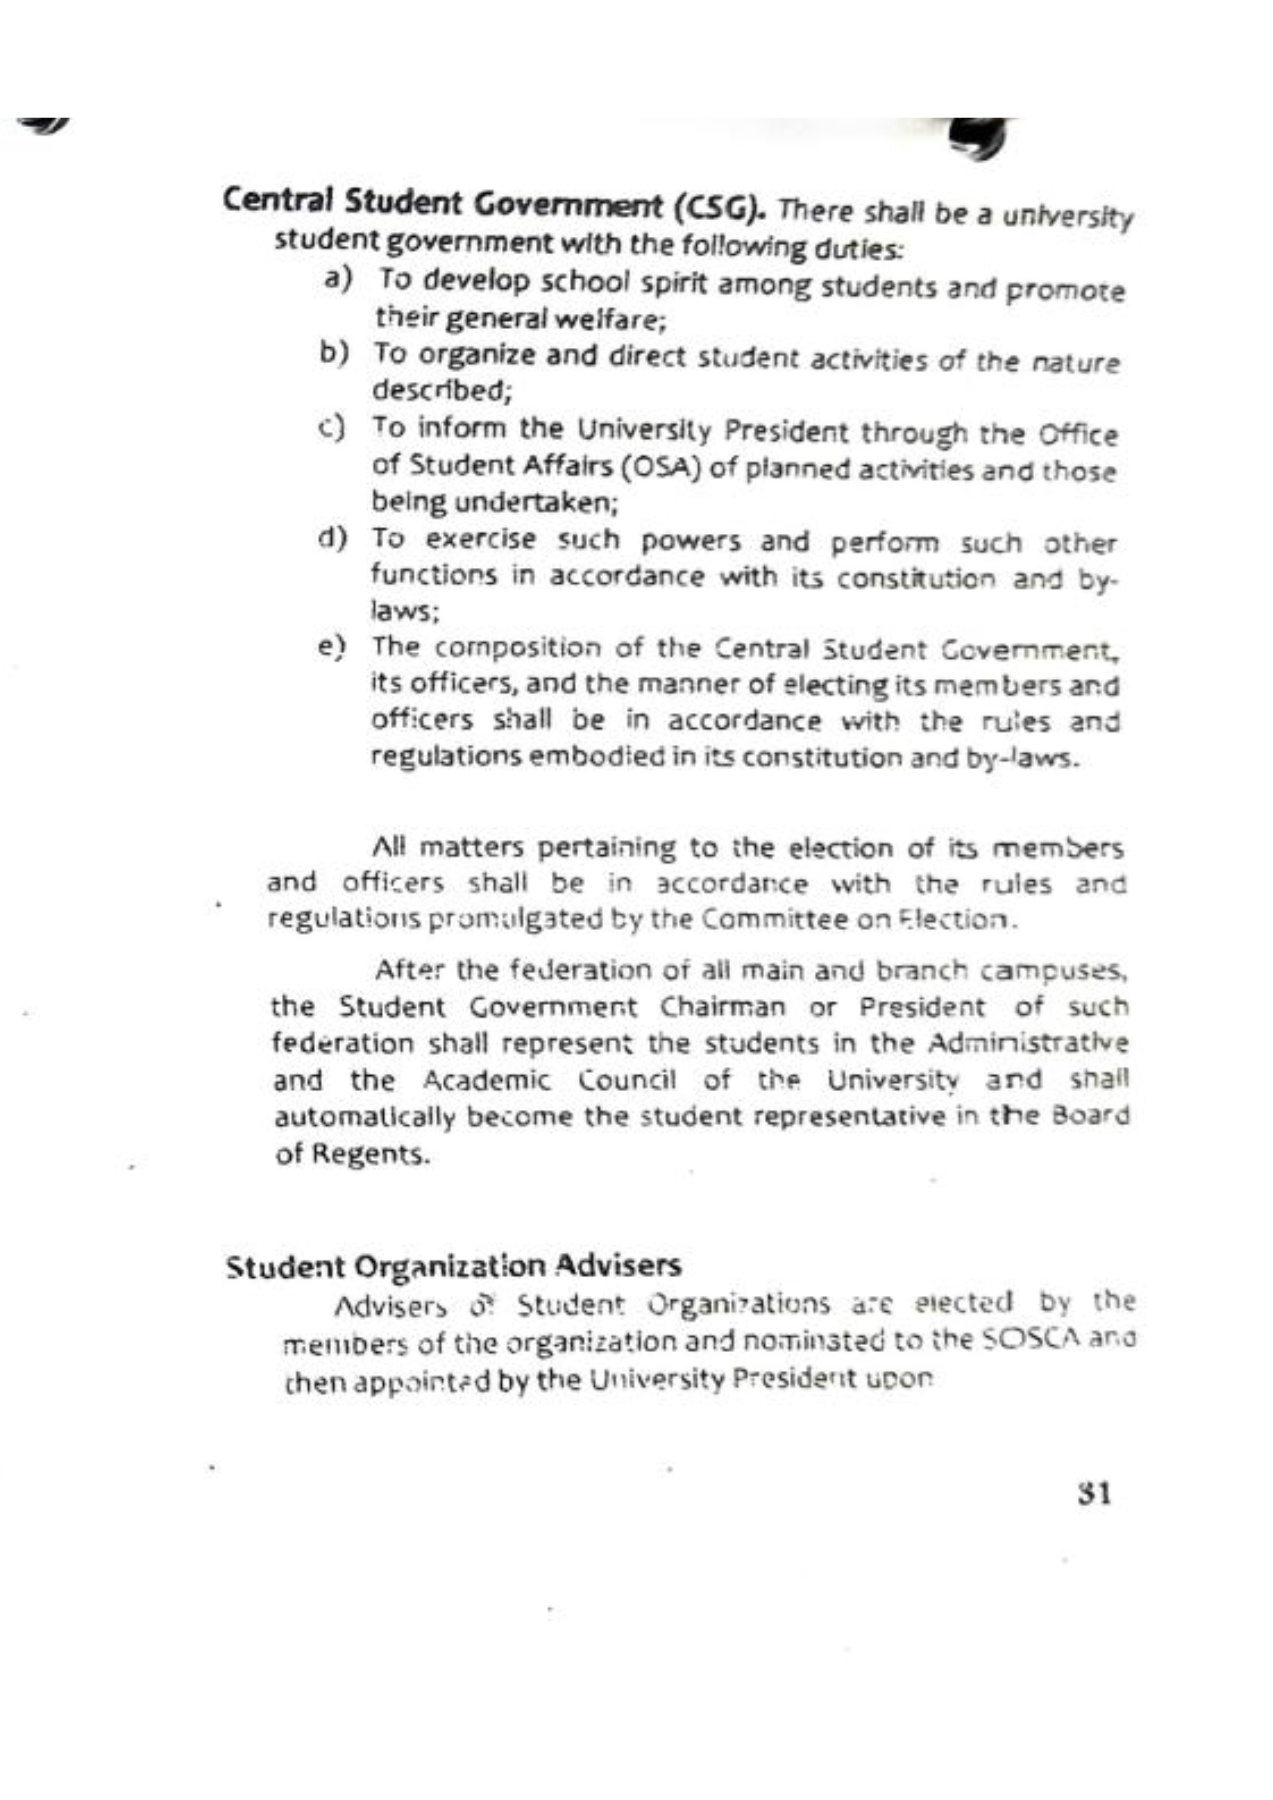 Central Student Government (CSG). There shall be a university
student government with the following duties:
a) To develop school spirit among students and promote
their general welfare;
b) To organize and direct student activities of the nature
described;
c) To inform the University President through the Office
of Student Affairs (OSA) of planned activities and those
being undertaken;
d) To exercise such powers and perform such other
functions in accordance with its constitution and by-
laws;
e) The composition of the Central Student Government,
its officers, and the manner of electing its members and
officers shall be in accordance with the rules and
regulations embodied in its constitution and by-laws.
All matters pertaining to the election of its members
and officers shall be in accordance with the rules and
regulations promulgated by the Committee on Election.
After the federation of all main and branch campuses,
the Student Government Chairman or President of such
federation shall represent the students in the Administrative
and the Academic Council of the University and shall
automatically become the student representative in the Board
of Regents.
Student Organization Advisers
Advisers of Student Organizations are elected by the
members of the organization and nominated to the SOSCA and
then appointed by the University President upon
31